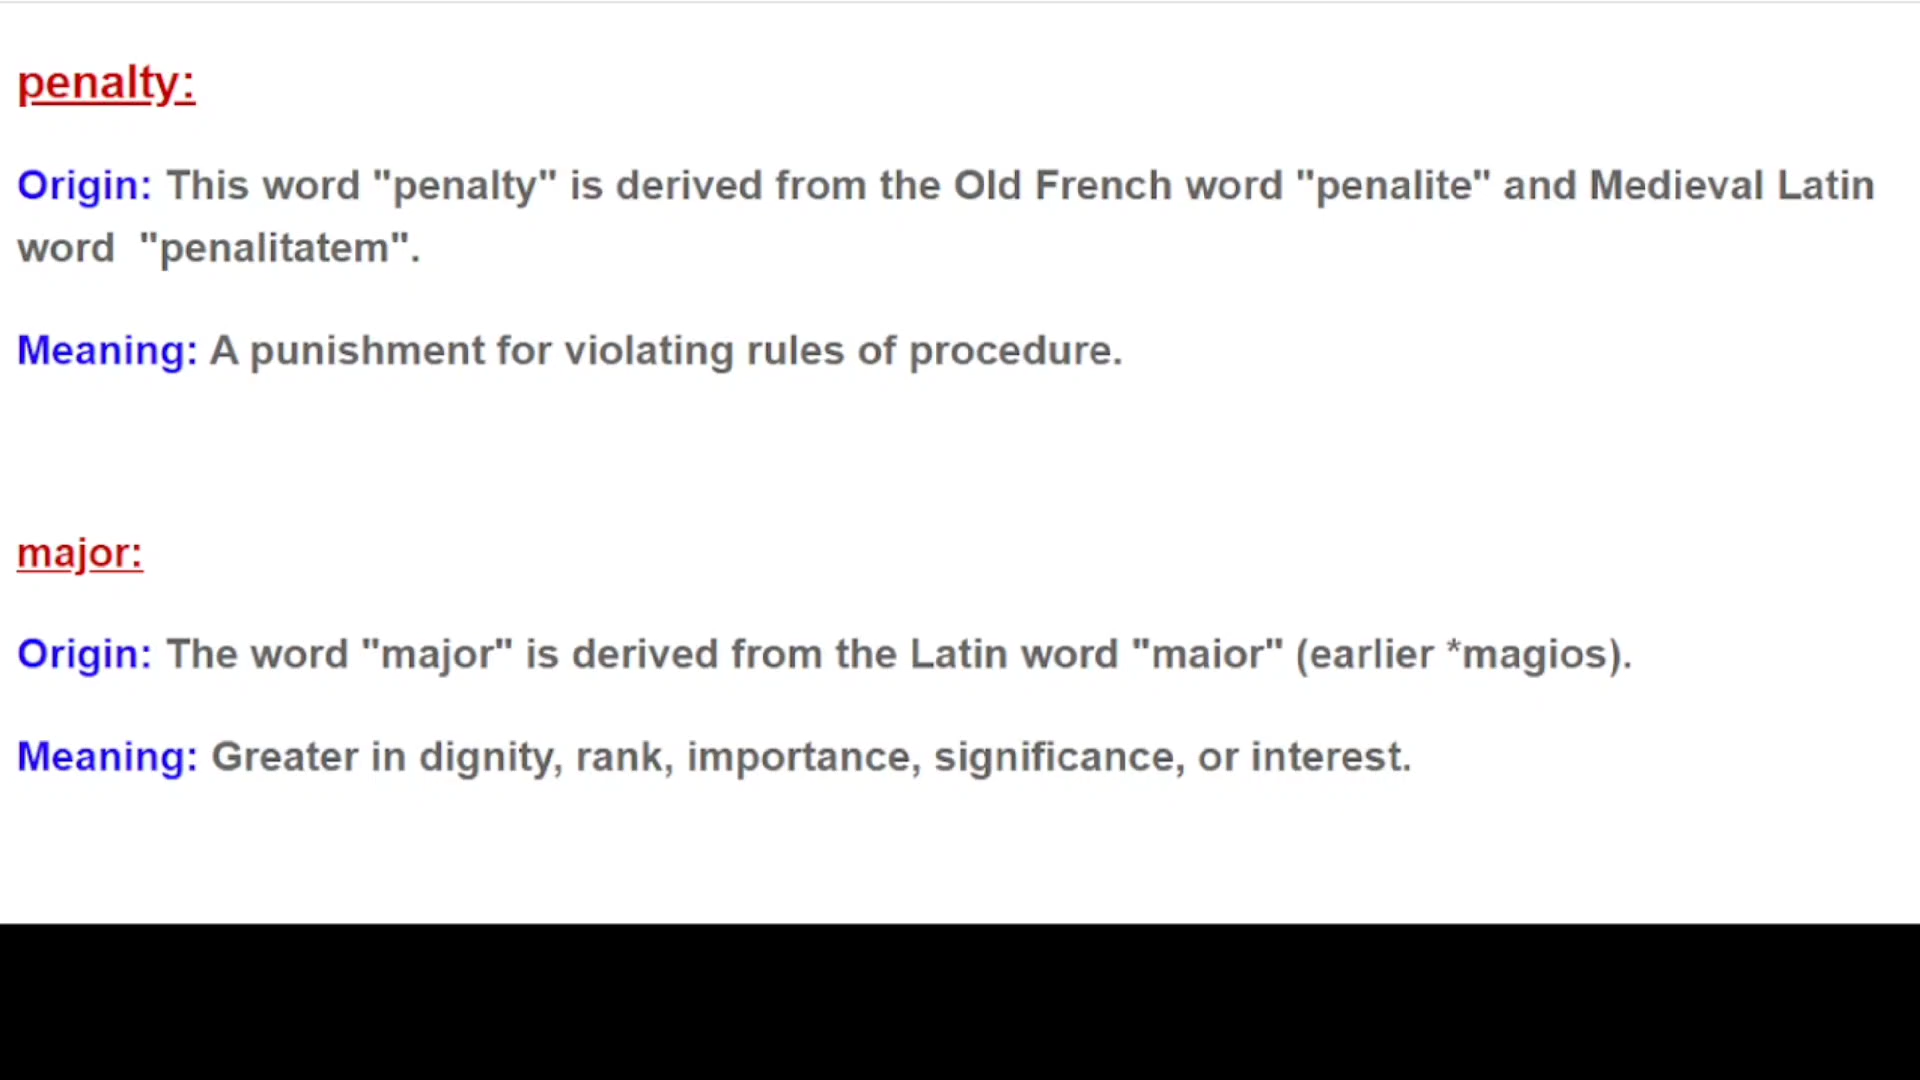 penalty:
Origin: This word "penalty" is derived from the Old French word "penalite" and Medieval Latin
word  "penalitatem".
Meaning: A punishment for violating rules of procedure.
major:
Origin: The word "major" is derived from the Latin word "maior" (earlier *magios).
Meaning: Greater in dignity, rank, importance, significance, or interest.